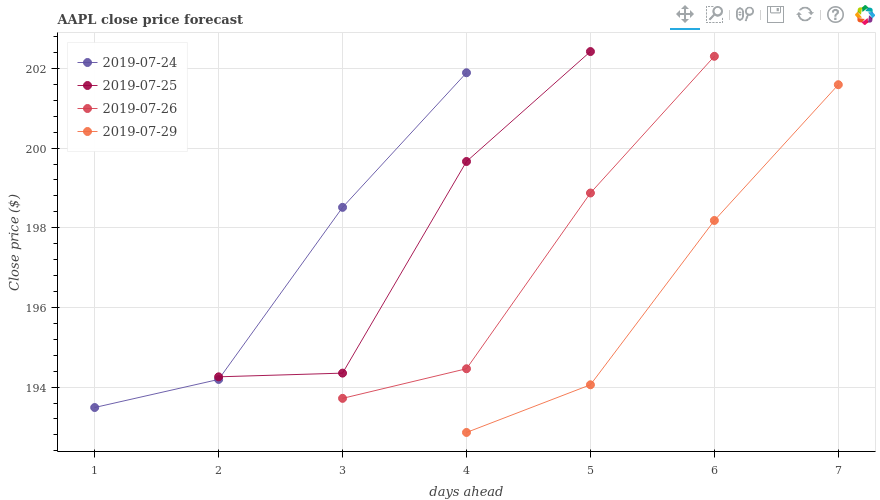 AAPL close price forecast
2019-07-24
2019-07-25
2019-07-26
2019-07-29
202
200
198
196
194
Close price ($)
1 2 3 4 5 6 7
days ahead